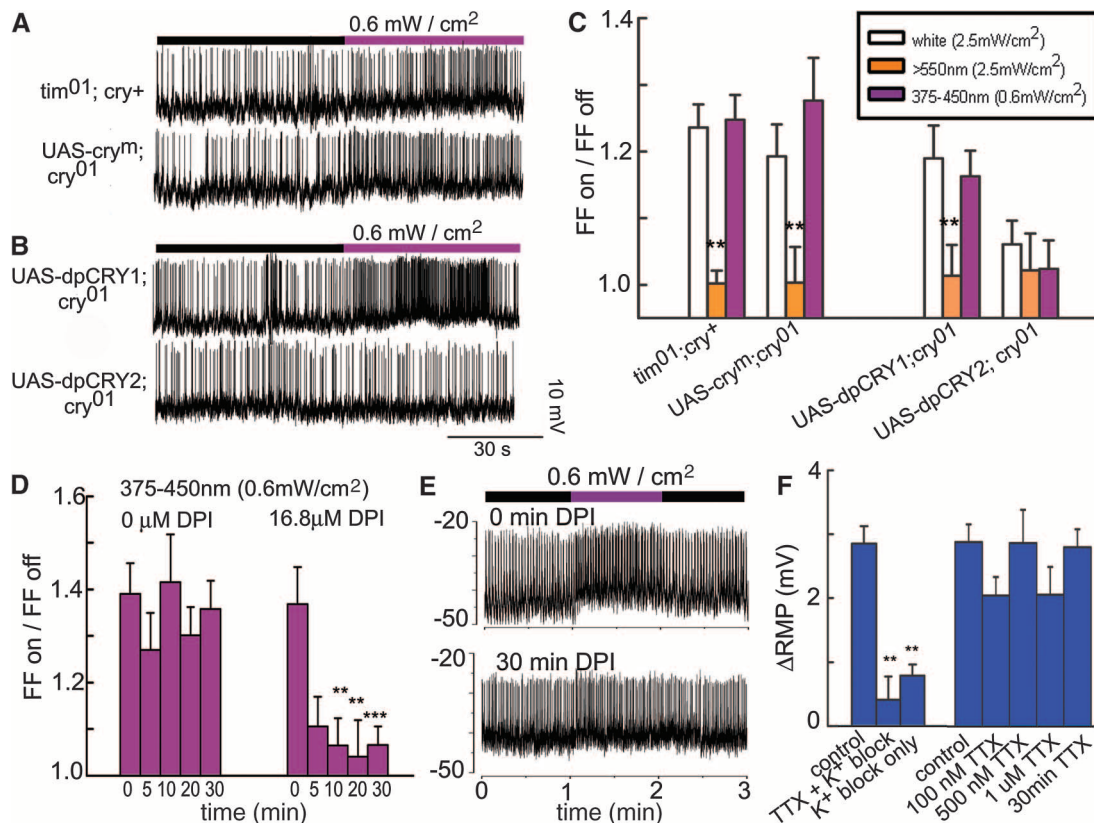 A
0.6 mW / cm2
tim01; cry+
UAS-crym;
cry01
B
0.6 mW / cm2
UAS-dpCRY1;
cry01
UAS-dpCRY2;
cry01
10 mV
30 s
C
white (2.5mW/cm2)
>550nm (2.5mW/cm2)
375-450nm (0.6mW/cm2)
FF on / FF off
1.4
1.2
1.0
** ** **
tim01;cry+
UAS-crym;cry01
UAS-dpCRY1;cry01
UAS-dpCRY2; cry01
D
375-450nm (0.6mW/cm2)
0 µM DPI 16.8µM DPI
FF on / FF off
1.6
1.4
1.2
1.0
** ** ***
0 5 10 20 30 0 5 10 20 30
time (min)
E
0.6 mW / cm2
-20
0 min DPI
-50
-20
30 min DPI
-50
0 1 2 3
time (min)
F
ΔRMP (mV)
4
2
0
** **
control
TTX + K+ block
K+ block only
control
100 nM TTX
500 nM TTX
1 uM TTX
30min TTX